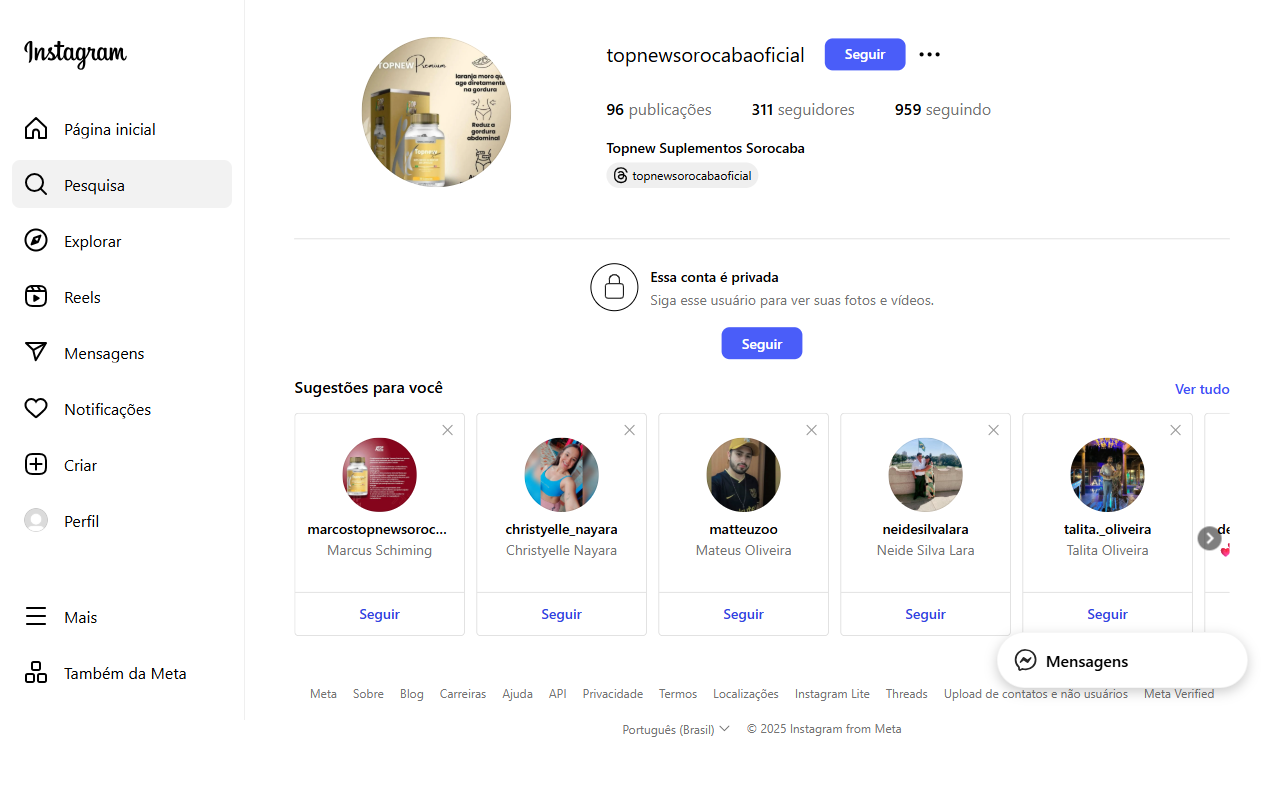 Instagram
Página inicial
Pesquisa
Explorar
Reels
Mensagens
Notificações
Criar
Perfil
Mais
Também da Meta
TOPNEW Premium
laranja moro qu
age diretamente
na gordura
Reduz a
gordura
abdominal
Topnew
topnewsorocabaoficial
Seguir
96 publicações
311 seguidores
959 seguindo
Topnew Suplementos Sorocaba
topnewsorocabaoficial
Essa conta é privada
Siga esse usuário para ver suas fotos e vídeos.
Seguir
Sugestões para você
Ver tudo
marcostopnewsoroc...
Marcus Schiming
Seguir
christyelle_nayara
Christyelle Nayara
Seguir
matteuzoo
Mateus Oliveira
Seguir
neidesilvalara
Neide Silva Lara
Seguir
talita._oliveira
Talita Oliveira
Seguir
de
Mensagens
Meta Sobre Blog Carreiras Ajuda API Privacidade Termos Localizações Instagram Lite Threads Upload de contatos e não usuários Meta Verified
Português (Brasil) © 2025 Instagram from Meta